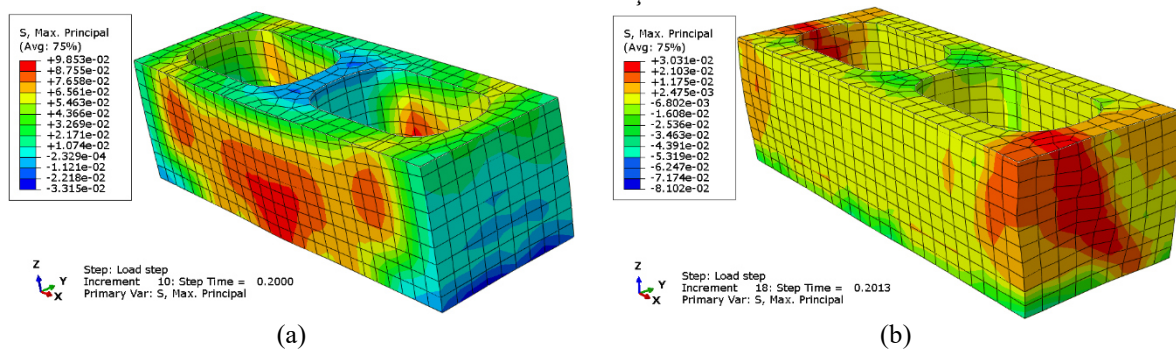 S, Max. Principal
(Avg: 75%)
+9.853e-02
+8.755e-02
+7.658e-02
+6.561e-02
+5.463e-02
+4.366e-02
+3.269e-02
+2.171e-02
+1.074e-02
-2.329e-04
-1.121e-02
-2.218e-02
-3.315e-02
Z
Y
X
Step: Load step
Increment 10: Step Time = 0.2000
Primary Var: S, Max. Principal
(a)
S, Max. Principal
(Avg: 75%)
+3.031e-02
+2.103e-02
+1.175e-02
+2.475e-03
-6.802e-03
-1.608e-02
-2.536e-02
-3.463e-02
-4.391e-02
-5.319e-02
-6.247e-02
-7.174e-02
-8.102e-02
Z
Y
X
Step: Load step
Increment 18: Step Time = 0.2013
Primary Var: S, Max. Principal
(b)